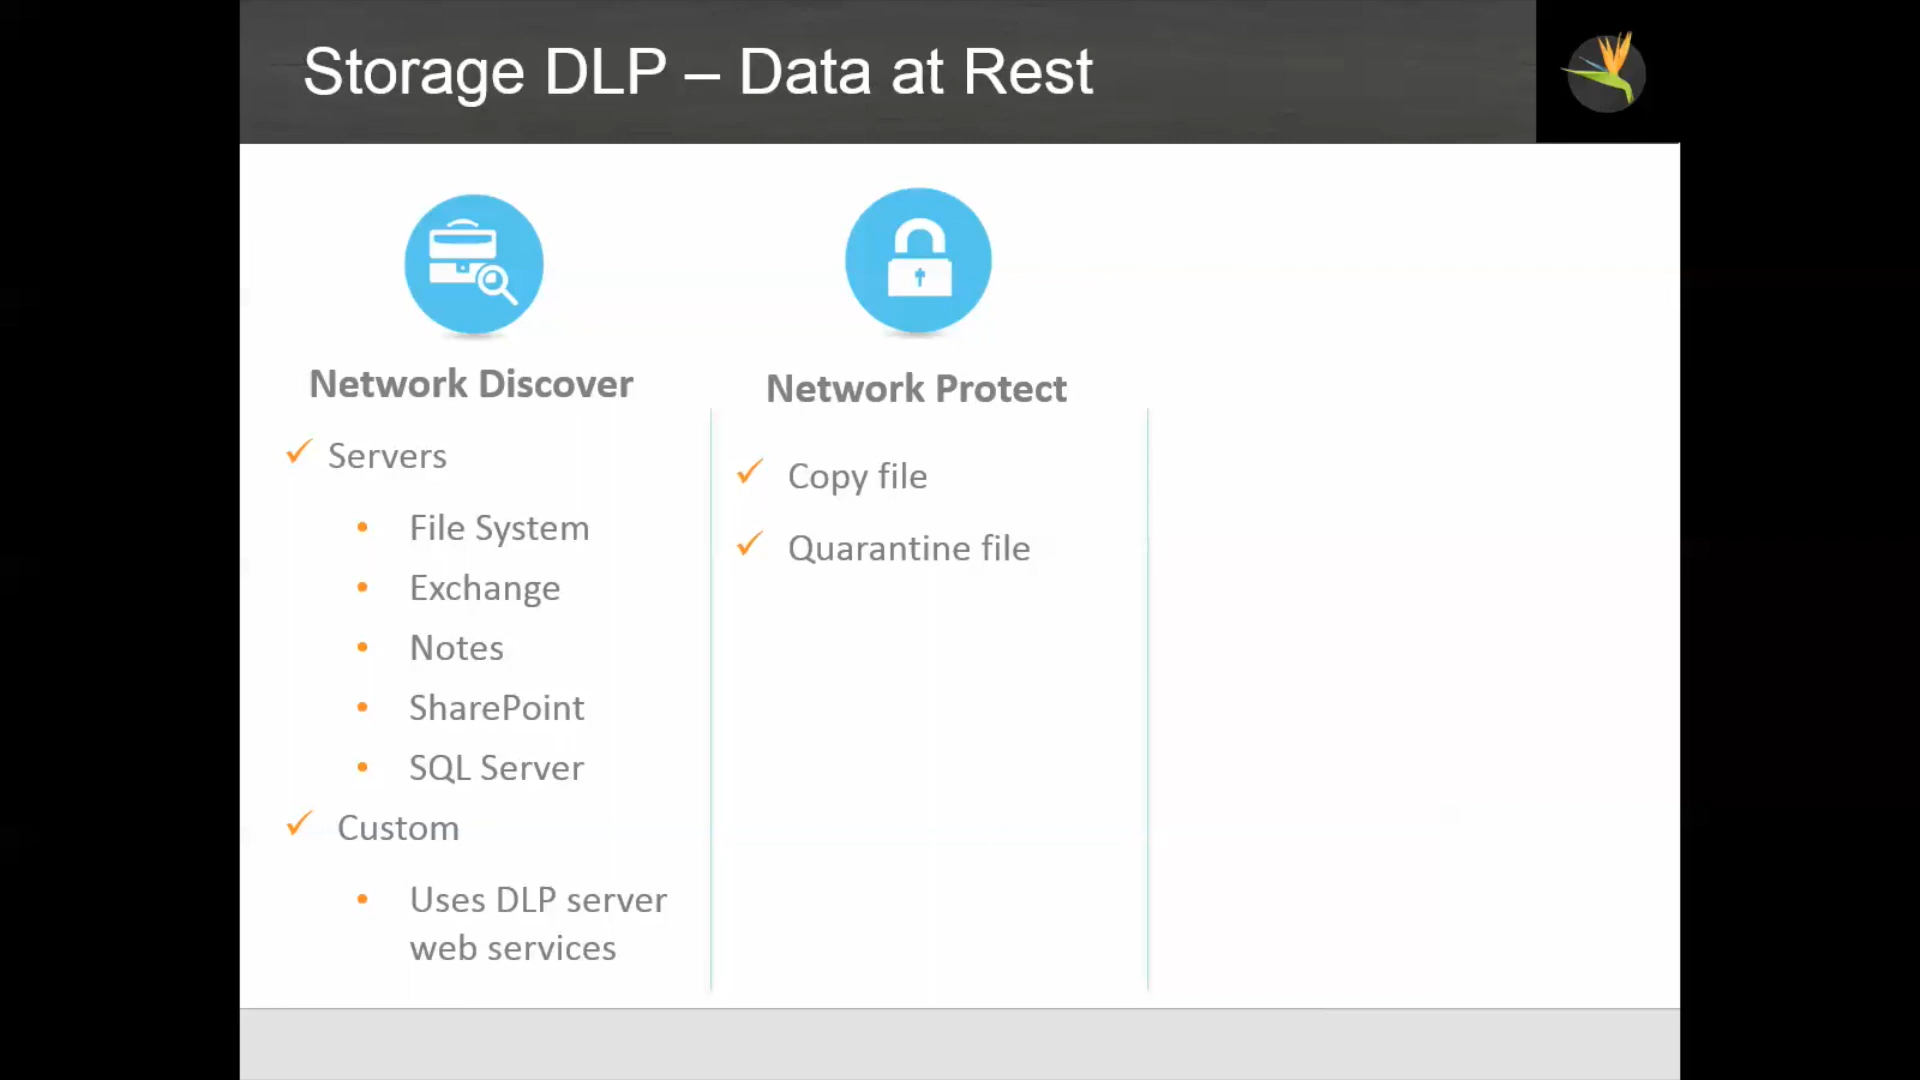 Storage DLP – Data at Rest
Network Discover
✓ Servers
• File System
• Exchange
• Notes
• SharePoint
• SQL Server
✓ Custom
• Uses DLP server
web services
Network Protect
✓ Copy file
✓ Quarantine file